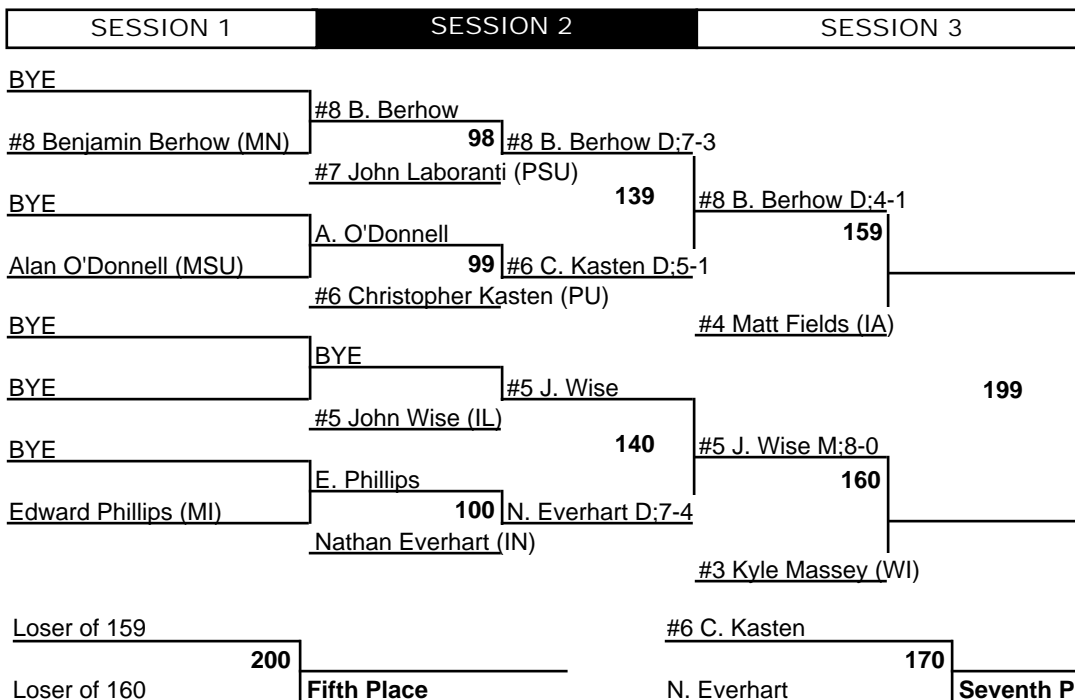 SESSION 1 SESSION 2 SESSION 3
BYE
#8 B. Berhow
#8 Benjamin Berhow (MN) 98 #8 B. Berhow D;7-3
#7 John Laboranti (PSU)
139 #8 B. Berhow D;4-1
BYE
159
A. O'Donnell
Alan O'Donnell (MSU) 99 #6 C. Kasten D;5-1
#6 Christopher Kasten (PU)
BYE #4 Matt Fields (IA)
BYE
BYE #5 J. Wise 199
#5 John Wise (IL)
BYE 140 #5 J. Wise M;8-0
160
E. Phillips
Edward Phillips (MI) 100 N. Everhart D;7-4
Nathan Everhart (IN)
#3 Kyle Massey (WI)
Loser of 159 #6 C. Kasten
200 170
Loser of 160 Fifth Place N. Everhart Seventh P